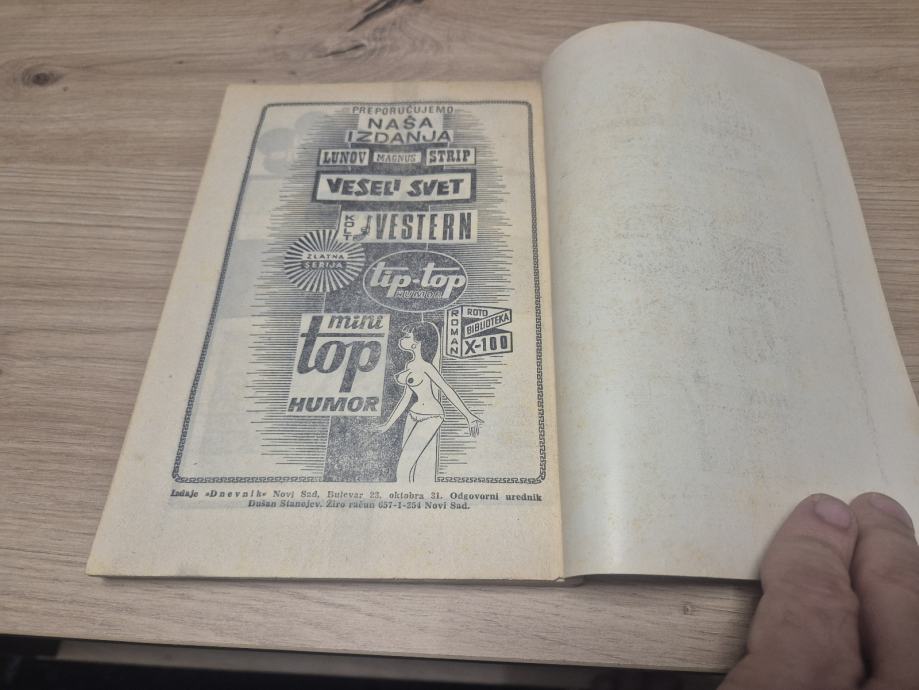 PREPORUČUJEMO
NAŠA
IZDANJA
LUNOV MAGNUS STRIP
VESELI SVET
KOLT VESTERN
ZLATNA
SERIJA
tip-top
HUMOR
ROMAN
ROTO
BIBLIOTEKA
X-100
mini
top
HUMOR
Izdaje »Dnevnik« Novi Sad, Bulevar 23. oktobra 31. Odgovorni urednik
Dušan Stanojev. Žiro račun 657-1-254 Novi Sad.